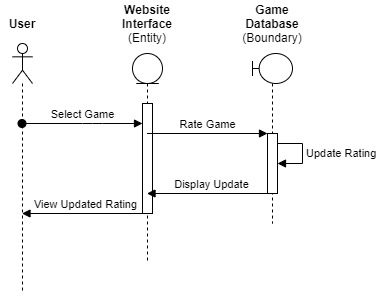 User
Website
Interface
(Entity)
Game
Database
(Boundary)
Select Game
Rate Game
Update Rating
Display Update
View Updated Rating